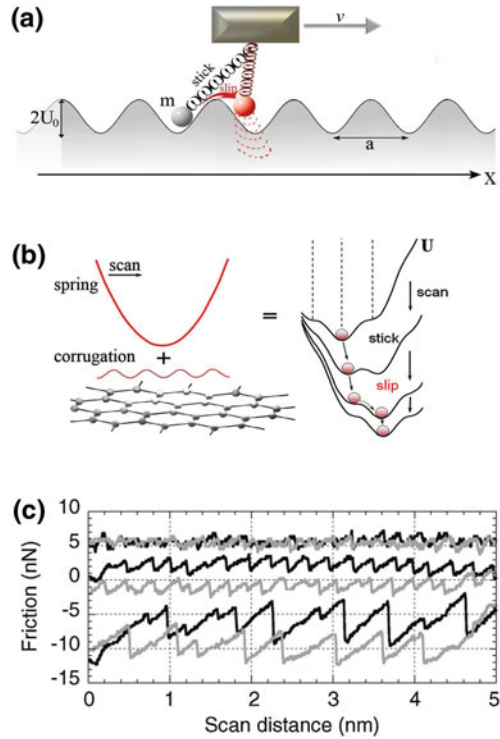 (a)
v
stick
slip
m
2U₀
a
X
(b)
U
scan
spring
scan
=
stick
corrugation
+
slip
(c)
10
5
0
-5
-10
-15
Friction (nN)
0
1
2
3
4
5
Scan distance (nm)